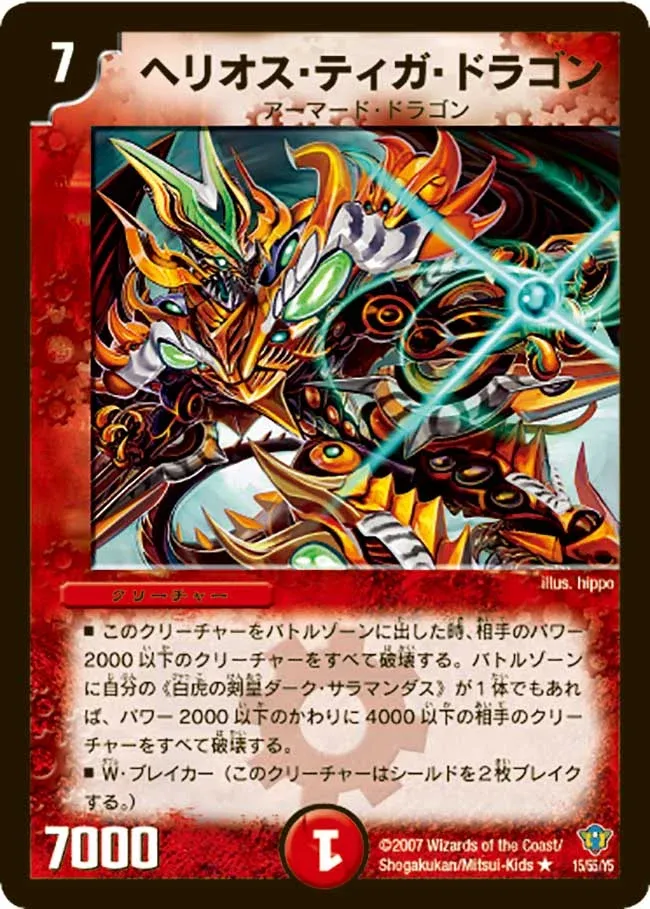 7
ヘリオス・ティガ・ドラゴン
アーマード・ドラゴン
illus. hippo
クリーチャー
■ このクリーチャーをバトルゾーンに出した時、相手のパワー
2000以下のクリーチャーをすべて破壊する。バトルゾーン
に自分の《白虎の剣皇ダーク・サラマンダス》が1体でもあれ
ば、パワー2000以下のかわりに4000以下の相手のクリー
チャーをすべて破壊する。
■ W・ブレイカー(このクリーチャーはシールドを2枚ブレイク
する。)
7000
1
©2007 Wizards of the Coast/
Shogakukan/Mitsui-Kids ★
15/55/Y5